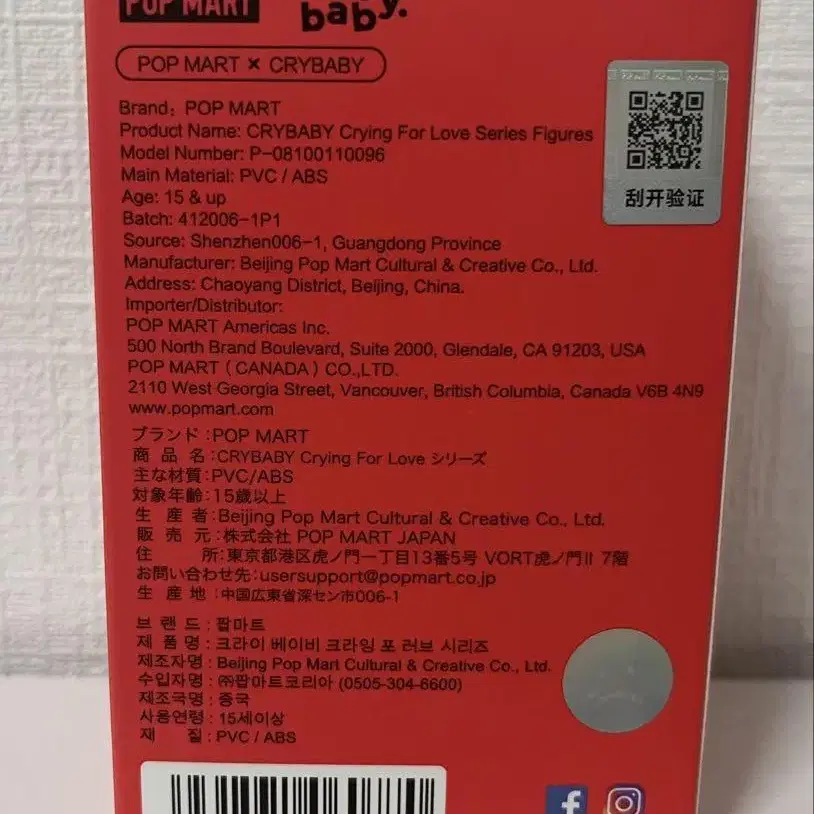 POP MART
baby.
POP MART × CRYBABY
Brand: POP MART
Product Name: CRYBABY Crying For Love Series Figures
Model Number: P-08100110096
Main Material: PVC / ABS
Age: 15 & up
Batch: 412006-1P1
Source: Shenzhen006-1, Guangdong Province
Manufacturer: Beijing Pop Mart Cultural & Creative Co., Ltd.
Address: Chaoyang District, Beijing, China.
Importer/Distributor:
POP MART Americas Inc.
500 North Brand Boulevard, Suite 2000, Glendale, CA 91203, USA
POP MART (CANADA) CO.,LTD.
2110 West Georgia Street, Vancouver, British Columbia, Canada V6B 4N9
www.popmart.com
刮开验证
ブランド:POP MART
商 品 名:CRYBABY Crying For Love シリーズ
主な材質:PVC/ABS
対象年齢:15歳以上
生 産 者:Beijing Pop Mart Cultural & Creative Co., Ltd.
販 売 元:株式会社 POP MART JAPAN
住 所:東京都港区虎ノ門一丁目13番5号 VORT虎ノ門II 7階
お問い合わせ先:usersupport@popmart.co.jp
生 産 地:中国広東省深セン市006-1
브 랜 드 : 팝마트
제 품 명 : 크라이 베이비 크라잉 포 러브 시리즈
제조자명 : Beijing Pop Mart Cultural & Creative Co., Ltd.
수입자명 : ㈜팝마트코리아 (0505-304-6600)
제조국명 : 중국
사용연령 : 15세이상
재 질 : PVC / ABS